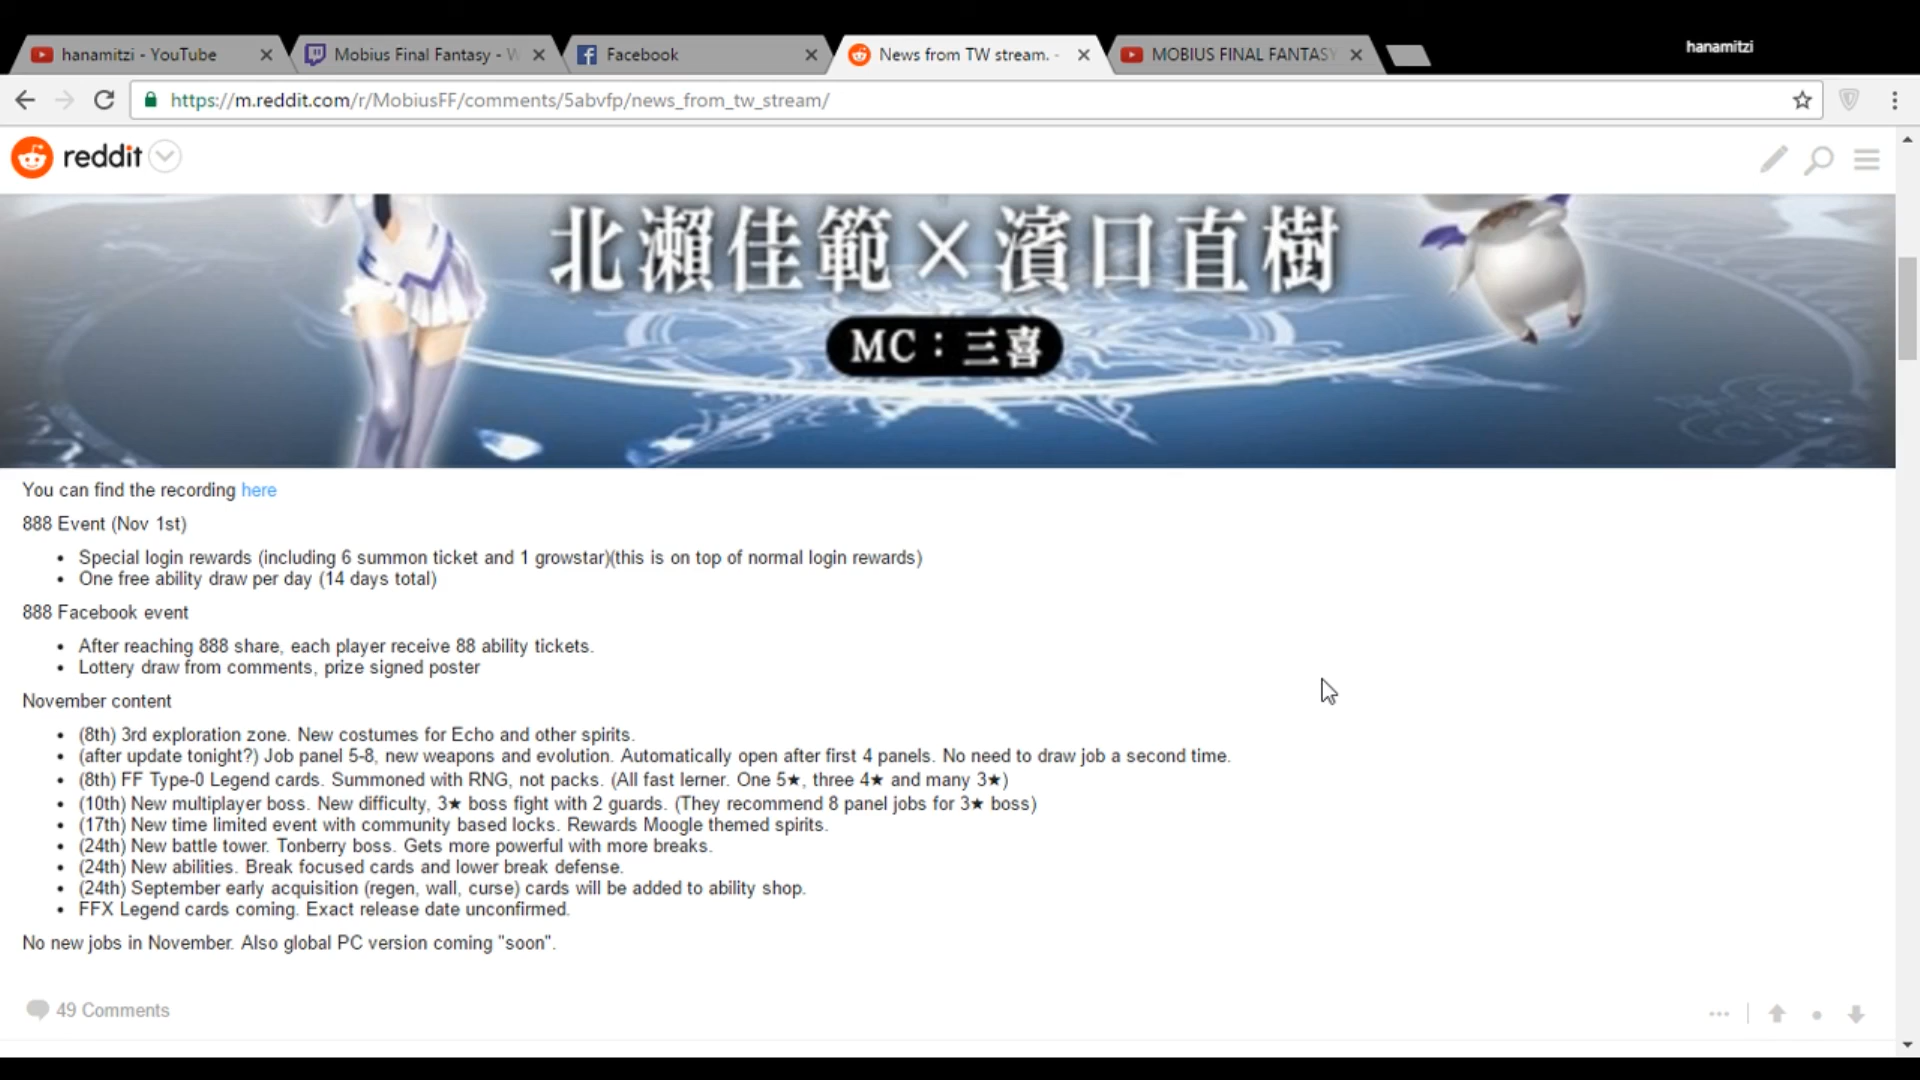 hanamitzi - YouTube
Mobius Final Fantasy - W
Facebook
News from TW stream. -
MOBIUS FINAL FANTASY
hanamitzi
https://m.reddit.com/r/MobiusFF/comments/5abvfp/news_from_tw_stream/
reddit
北瀨佳範×濱口直樹
MC：三喜
You can find the recording here
888 Event (Nov 1st)
• Special login rewards (including 6 summon ticket and 1 growstar)(this is on top of normal login rewards)
• One free ability draw per day (14 days total)
888 Facebook event
• After reaching 888 share, each player receive 88 ability tickets.
• Lottery draw from comments, prize signed poster
November content
• (8th) 3rd exploration zone. New costumes for Echo and other spirits.
• (after update tonight?) Job panel 5-8, new weapons and evolution. Automatically open after first 4 panels. No need to draw job a second time.
• (8th) FF Type-0 Legend cards. Summoned with RNG, not packs. (All fast lerner. One 5★, three 4★ and many 3★)
• (10th) New multiplayer boss. New difficulty, 3★ boss fight with 2 guards. (They recommend 8 panel jobs for 3★ boss)
• (17th) New time limited event with community based locks. Rewards Moogle themed spirits.
• (24th) New battle tower. Tonberry boss. Gets more powerful with more breaks.
• (24th) New abilities. Break focused cards and lower break defense.
• (24th) September early acquisition (regen, wall, curse) cards will be added to ability shop.
• FFX Legend cards coming. Exact release date unconfirmed.
No new jobs in November. Also global PC version coming "soon".
49 Comments